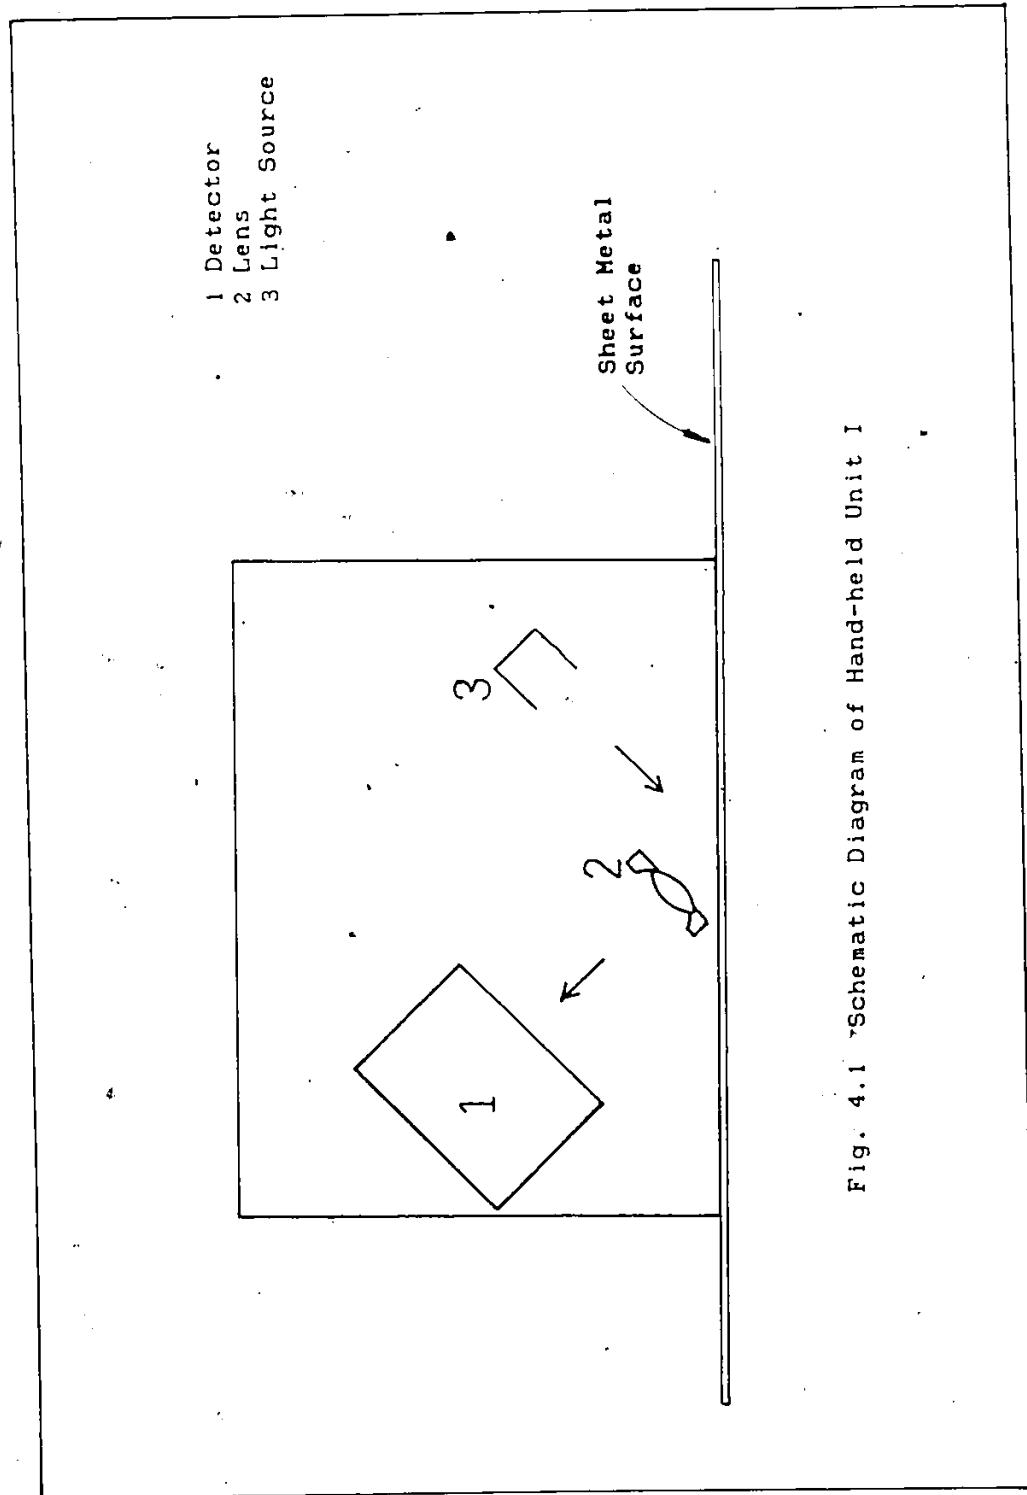 1 Detector
2 Lens
3 Light Source
Sheet Metal
Surface
3
2
1
Fig. 4.1 Schematic Diagram of Hand-held Unit I